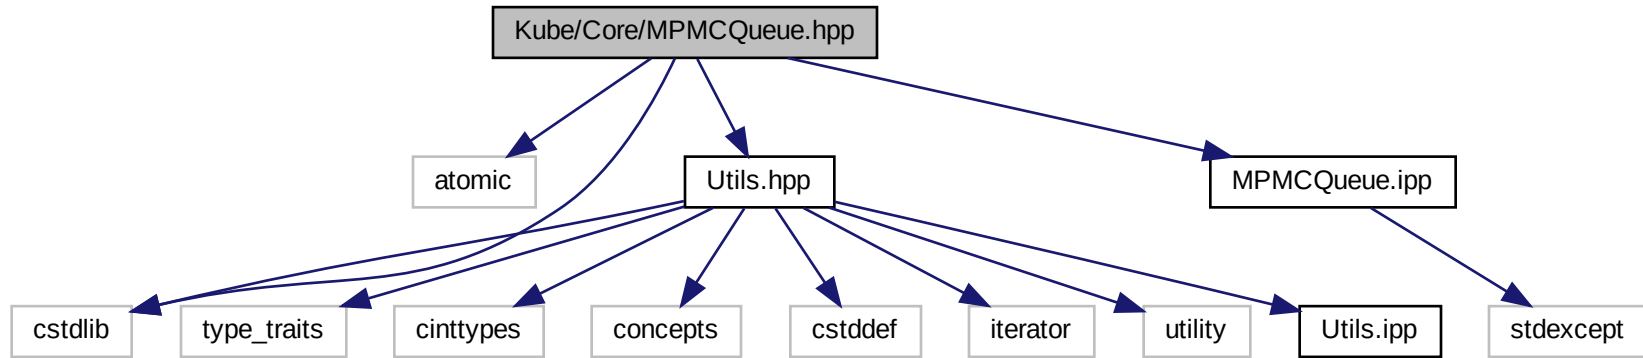 Kube/Core/MPMCQueue.hpp
atomic
Utils.hpp
MPMCQueue.ipp
cstdlib
type_traits
cinttypes
concepts
cstddef
iterator
utility
Utils.ipp
stdexcept